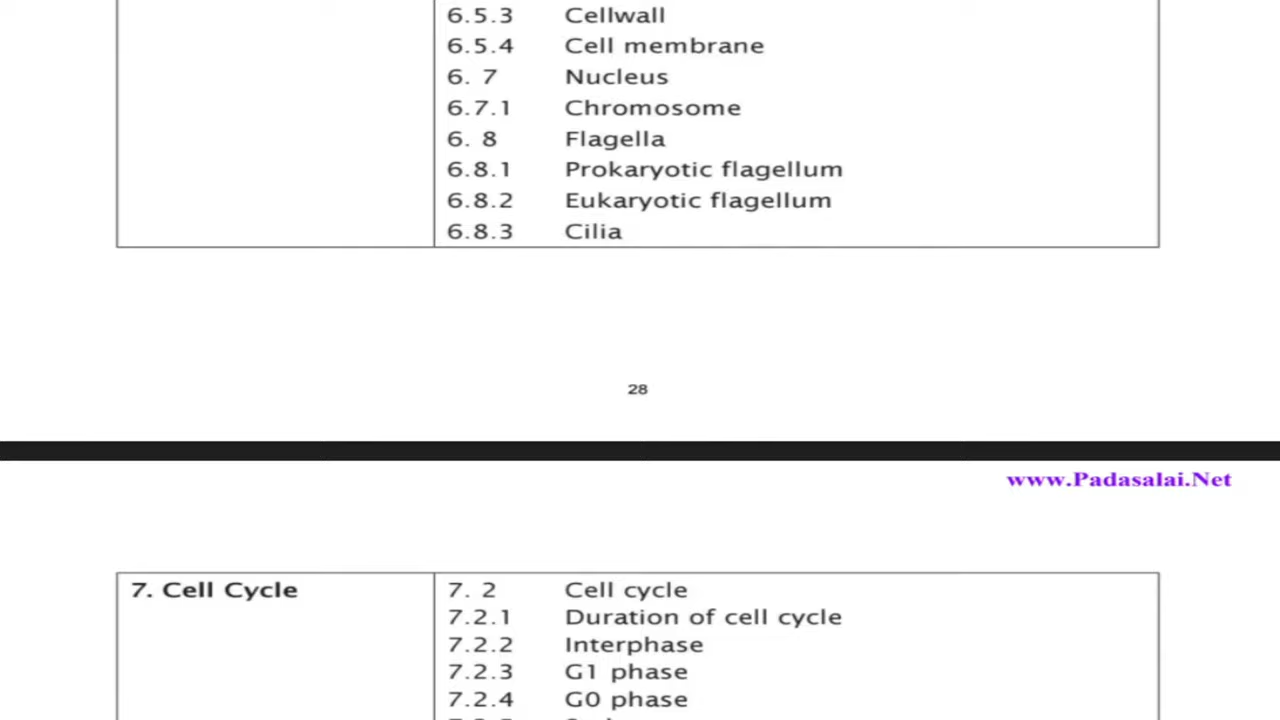 6.5.3 Cellwall
6.5.4 Cell membrane
6. 7 Nucleus
6.7.1 Chromosome
6. 8 Flagella
6.8.1 Prokaryotic flagellum
6.8.2 Eukaryotic flagellum
6.8.3 Cilia
28
www.Padasalai.Net
7. Cell Cycle 7. 2 Cell cycle
7.2.1 Duration of cell cycle
7.2.2 Interphase
7.2.3 G1 phase
7.2.4 G0 phase